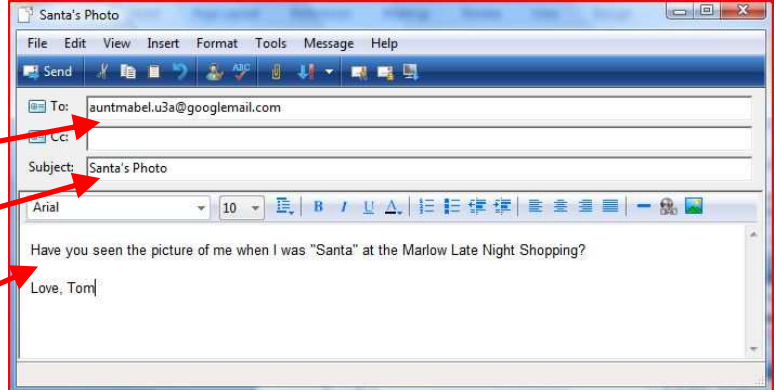 Santa's Photo
File Edit View Insert Format Tools Message Help
Send ABC
To: auntmabel.u3a@googlemail.com
Cc:
Subject: Santa's Photo
Arial 10 B I U A
Have you seen the picture of me when I was "Santa" at the Marlow Late Night Shopping?
Love, Tom